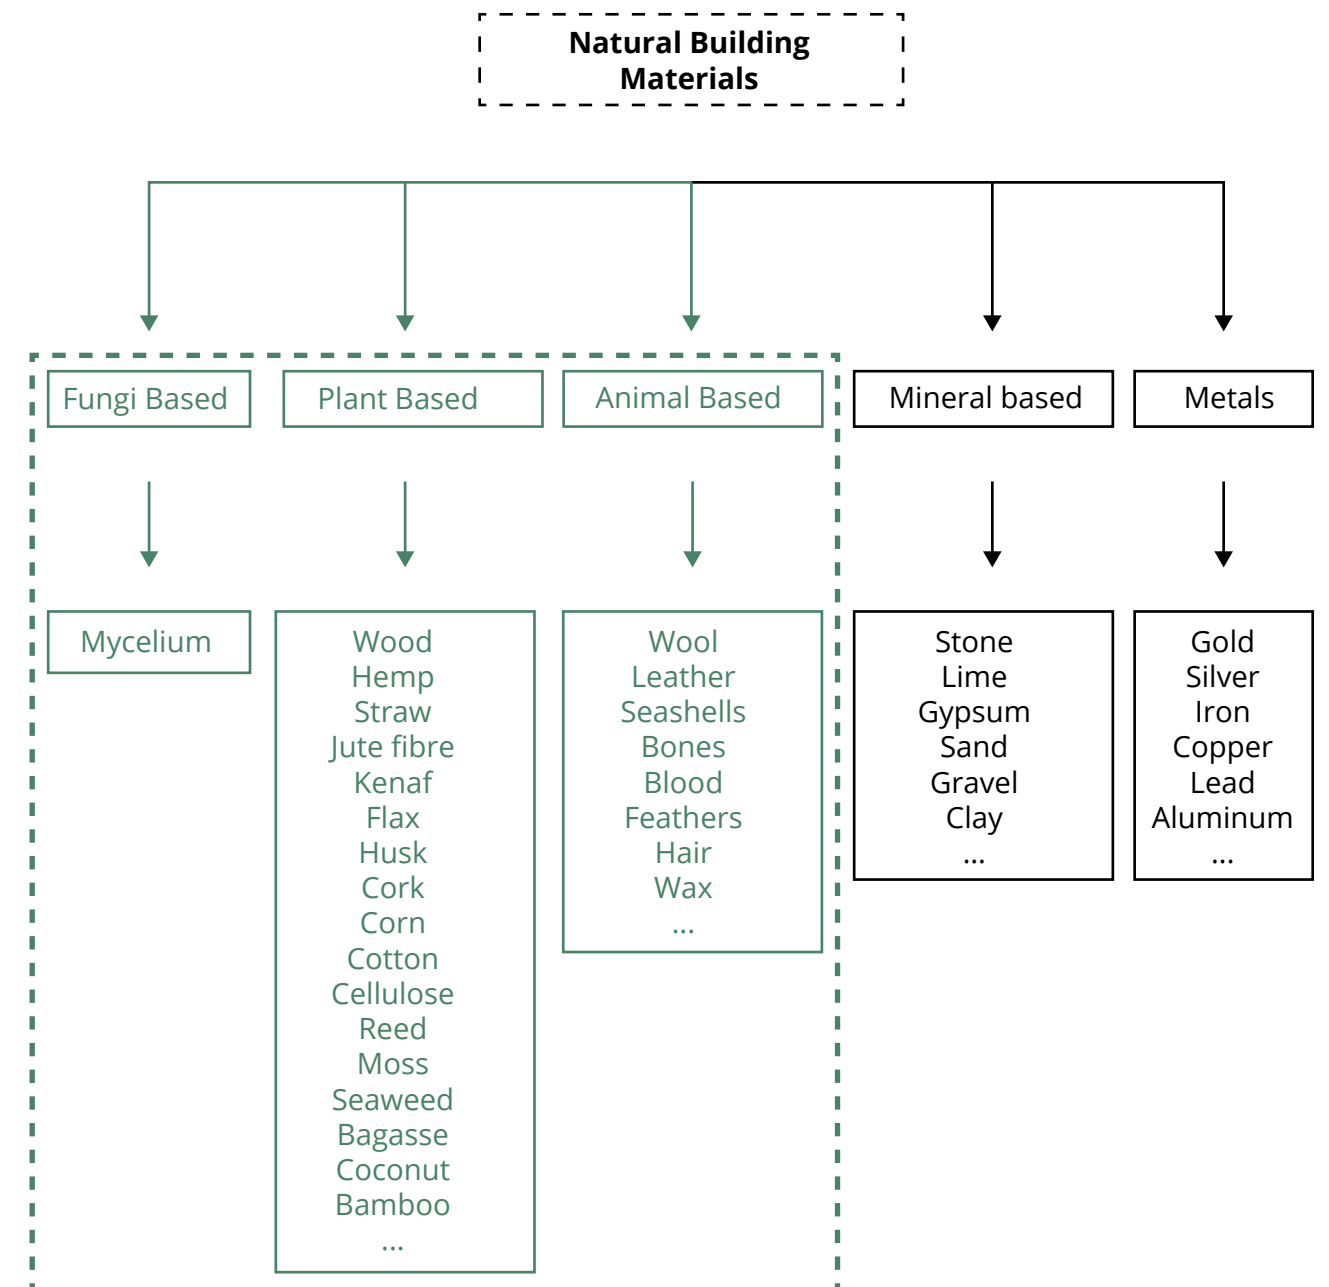 Natural Building
Materials
Fungi Based
Plant Based
Animal Based
Mineral based
Metals
Mycelium
Wood
Hemp
Straw
Jute fibre
Kenaf
Flax
Husk
Cork
Corn
Cotton
Cellulose
Reed
Moss
Seaweed
Bagasse
Coconut
Bamboo
...
Wool
Leather
Seashells
Bones
Blood
Feathers
Hair
Wax
...
Stone
Lime
Gypsum
Sand
Gravel
Clay
...
Gold
Silver
Iron
Copper
Lead
Aluminum
...